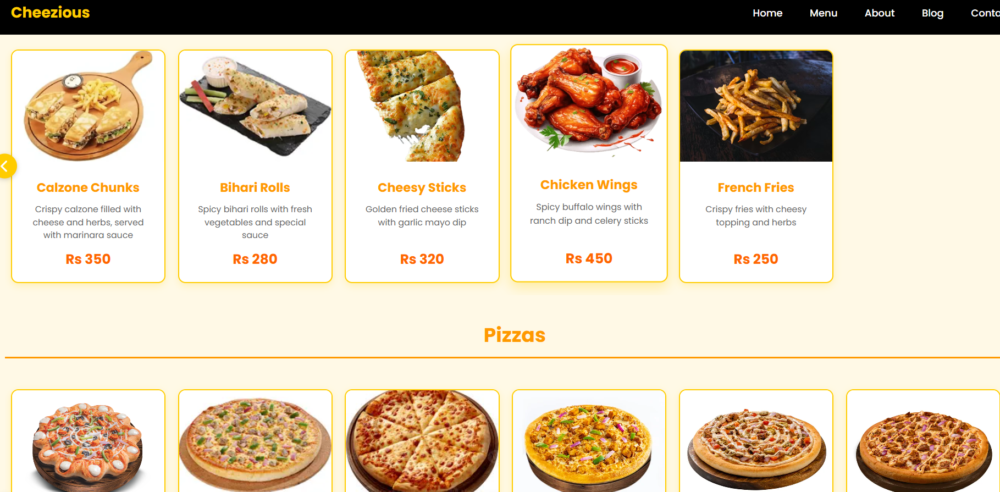 Cheezious
Home Menu About Blog
Calzone Chunks
Crispy calzone filled with
cheese and herbs, served
with marinara sauce
Rs 350
Bihari Rolls
Spicy bihari rolls with fresh
vegetables and special
sauce
Rs 280
Cheesy Sticks
Golden fried cheese sticks
with garlic mayo dip
Rs 320
Chicken Wings
Spicy buffalo wings with
ranch dip and celery sticks
Rs 450
French Fries
Crispy fries with cheesy
topping and herbs
Rs 250
Pizzas